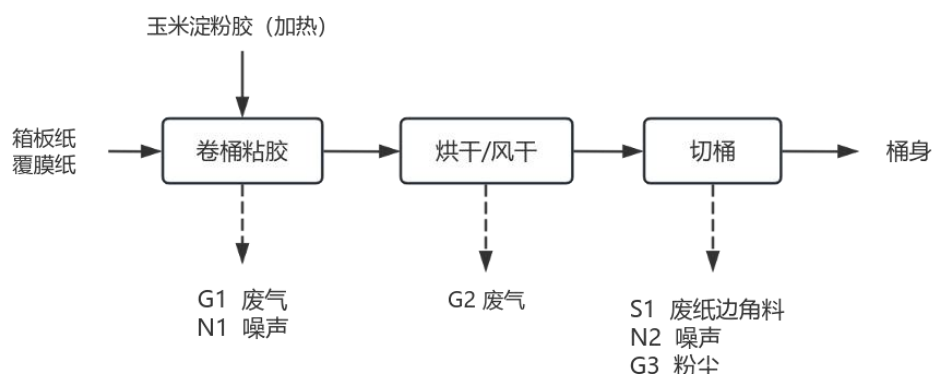 玉米淀粉胶（加热）
箱板纸
覆膜纸
卷桶粘胶
烘干/风干
切桶
桶身
G1 废气
N1 噪声
G2 废气
S1 废纸边角料
N2 噪声
G3 粉尘